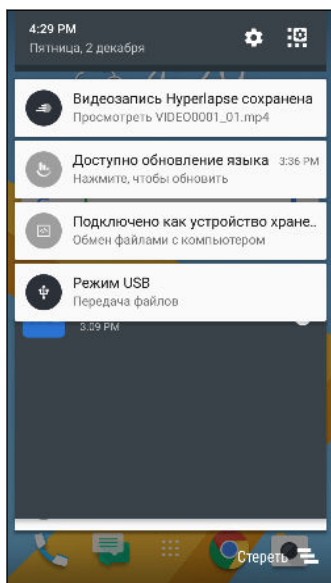 4:29 PM
Пятница, 2 декабря
Видеозапись Hyperlapse сохранена
Просмотреть VIDEO0001_01.mp4
Доступно обновление языка 3:36 PM
Нажмите, чтобы обновить
Подключено как устройство хране..
Обмен файлами с компьютером
Режим USB
Передача файлов
3:09 PM
Стереть